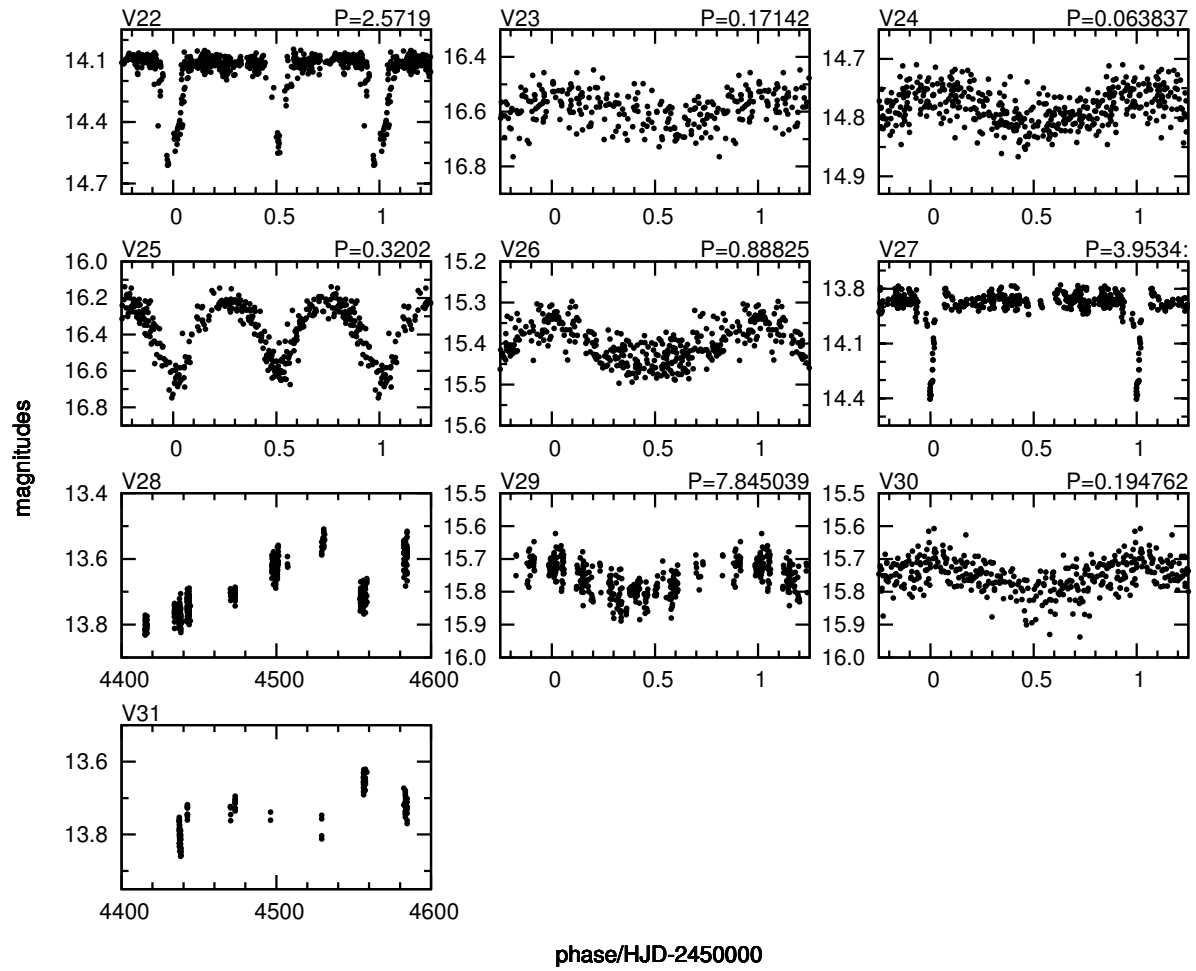 V22 P=2.5719 V23 P=0.17142 V24 P=0.063837
14.1 14.4 14.7
16.4 16.6 16.8
14.7 14.8 14.9
0 0.5 1 0 0.5 1 0 0.5 1
V25 P=0.3202 V26 P=0.88825 V27 P=3.9534:
16.0 16.2 16.4 16.6 16.8
15.2 15.3 15.4 15.5 15.6
13.8 14.1 14.4
0 0.5 1 0 0.5 1 0 0.5 1
magnitudes
V28 V29 P=7.845039 V30 P=0.194762
13.4 13.6 13.8
15.5 15.6 15.7 15.8 15.9 16.0
15.5 15.6 15.7 15.8 15.9 16.0
4400 4500 4600 0 0.5 1 0 0.5 1
V31
13.6
13.8
4400 4500 4600
phase/HJD-2450000